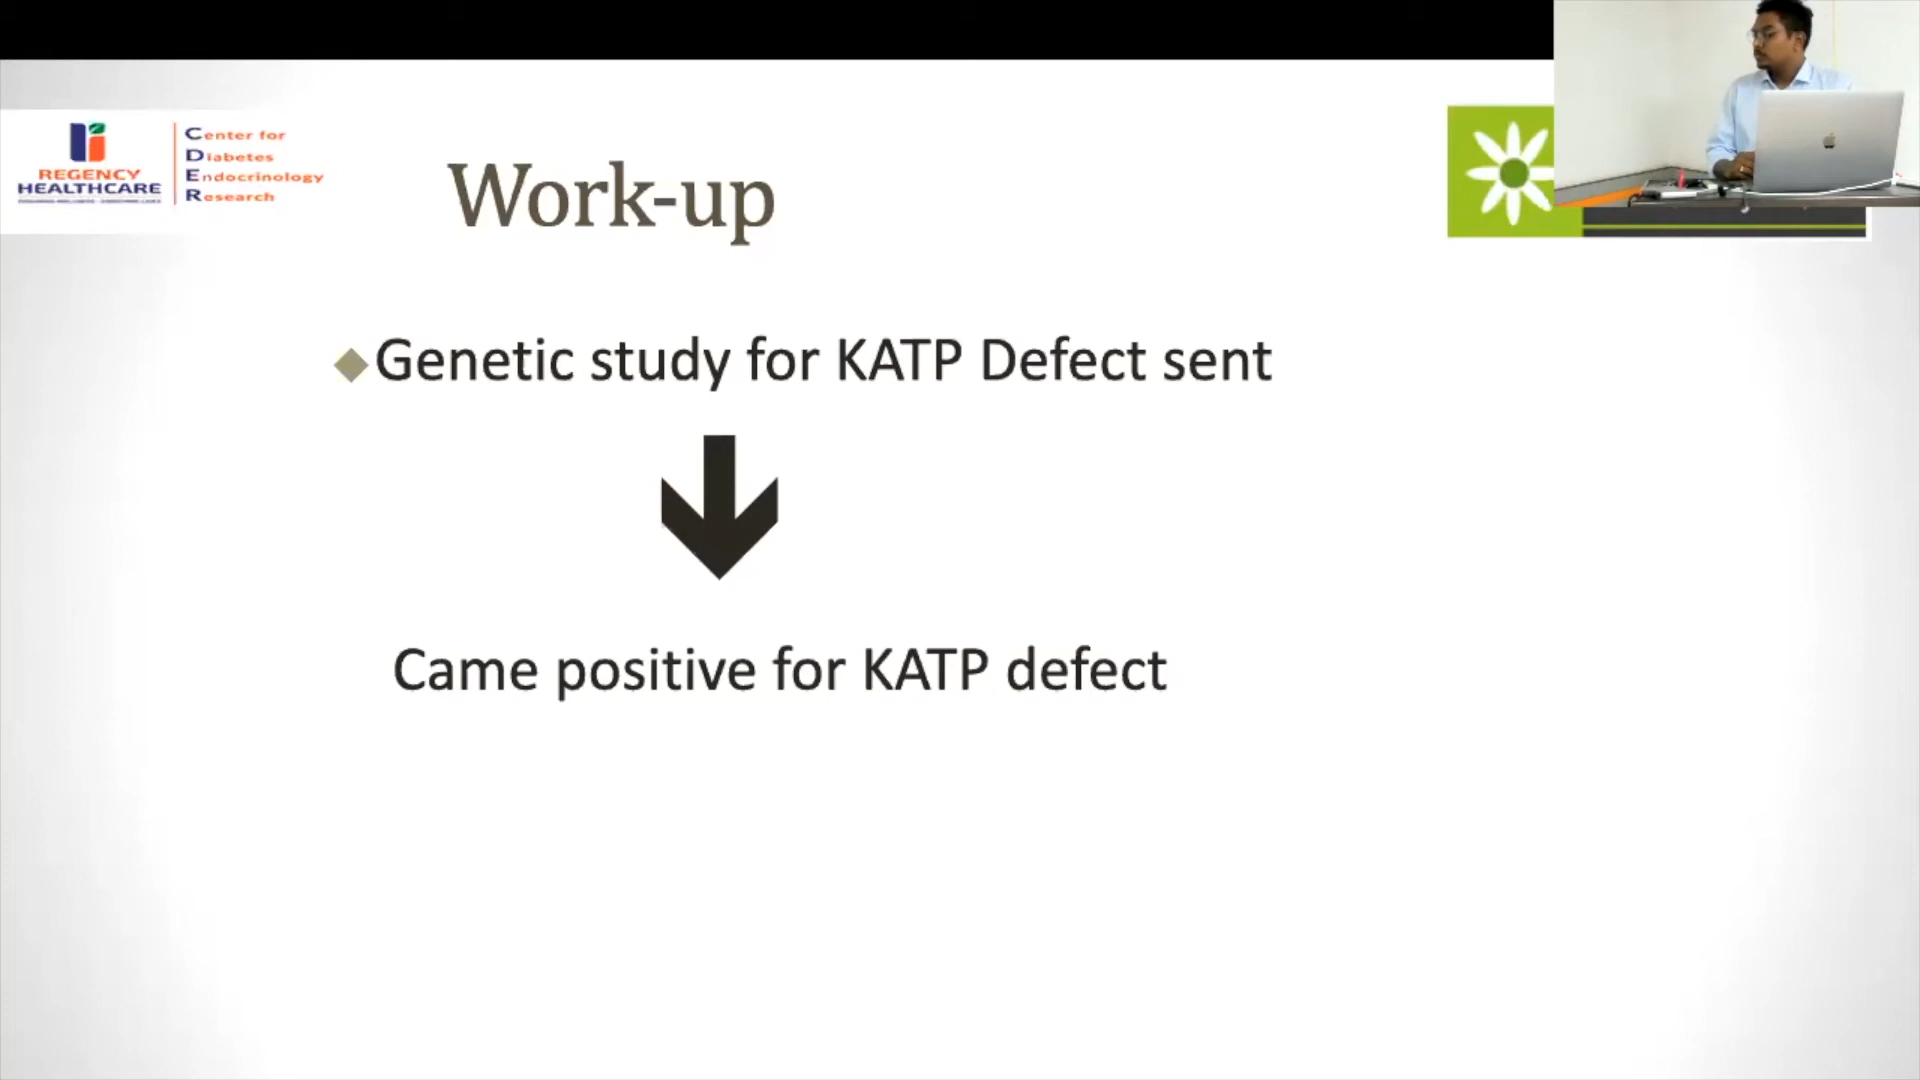 REGENCY
HEALTHCARE
Center for
Diabetes
Endocrinology
Research
Work-up
Genetic study for KATP Defect sent
Came positive for KATP defect